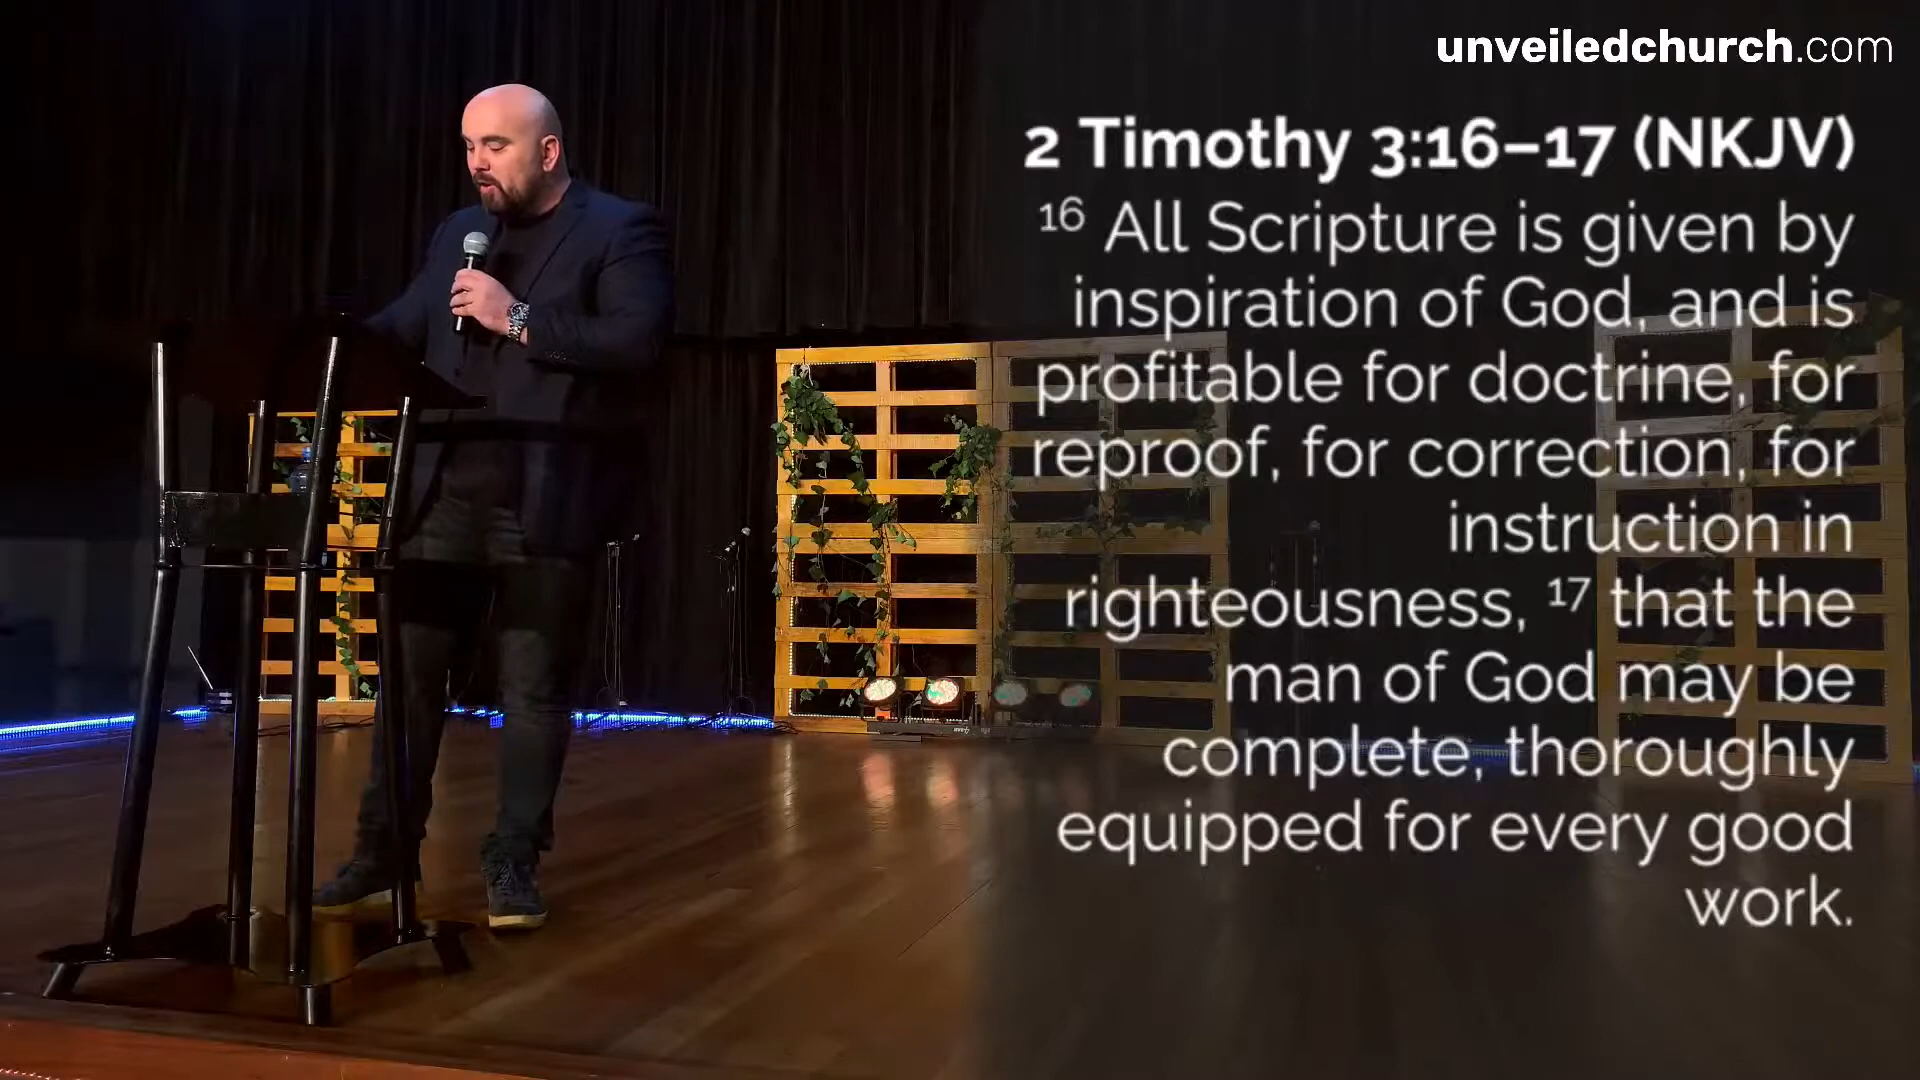 unveiledchurch.com
2 Timothy 3:16–17 (NKJV)
16 All Scripture is given by
inspiration of God, and is
profitable for doctrine, for
reproof, for correction, for
instruction in
righteousness, 17 that the
man of God may be
complete, thoroughly
equipped for every good
work.